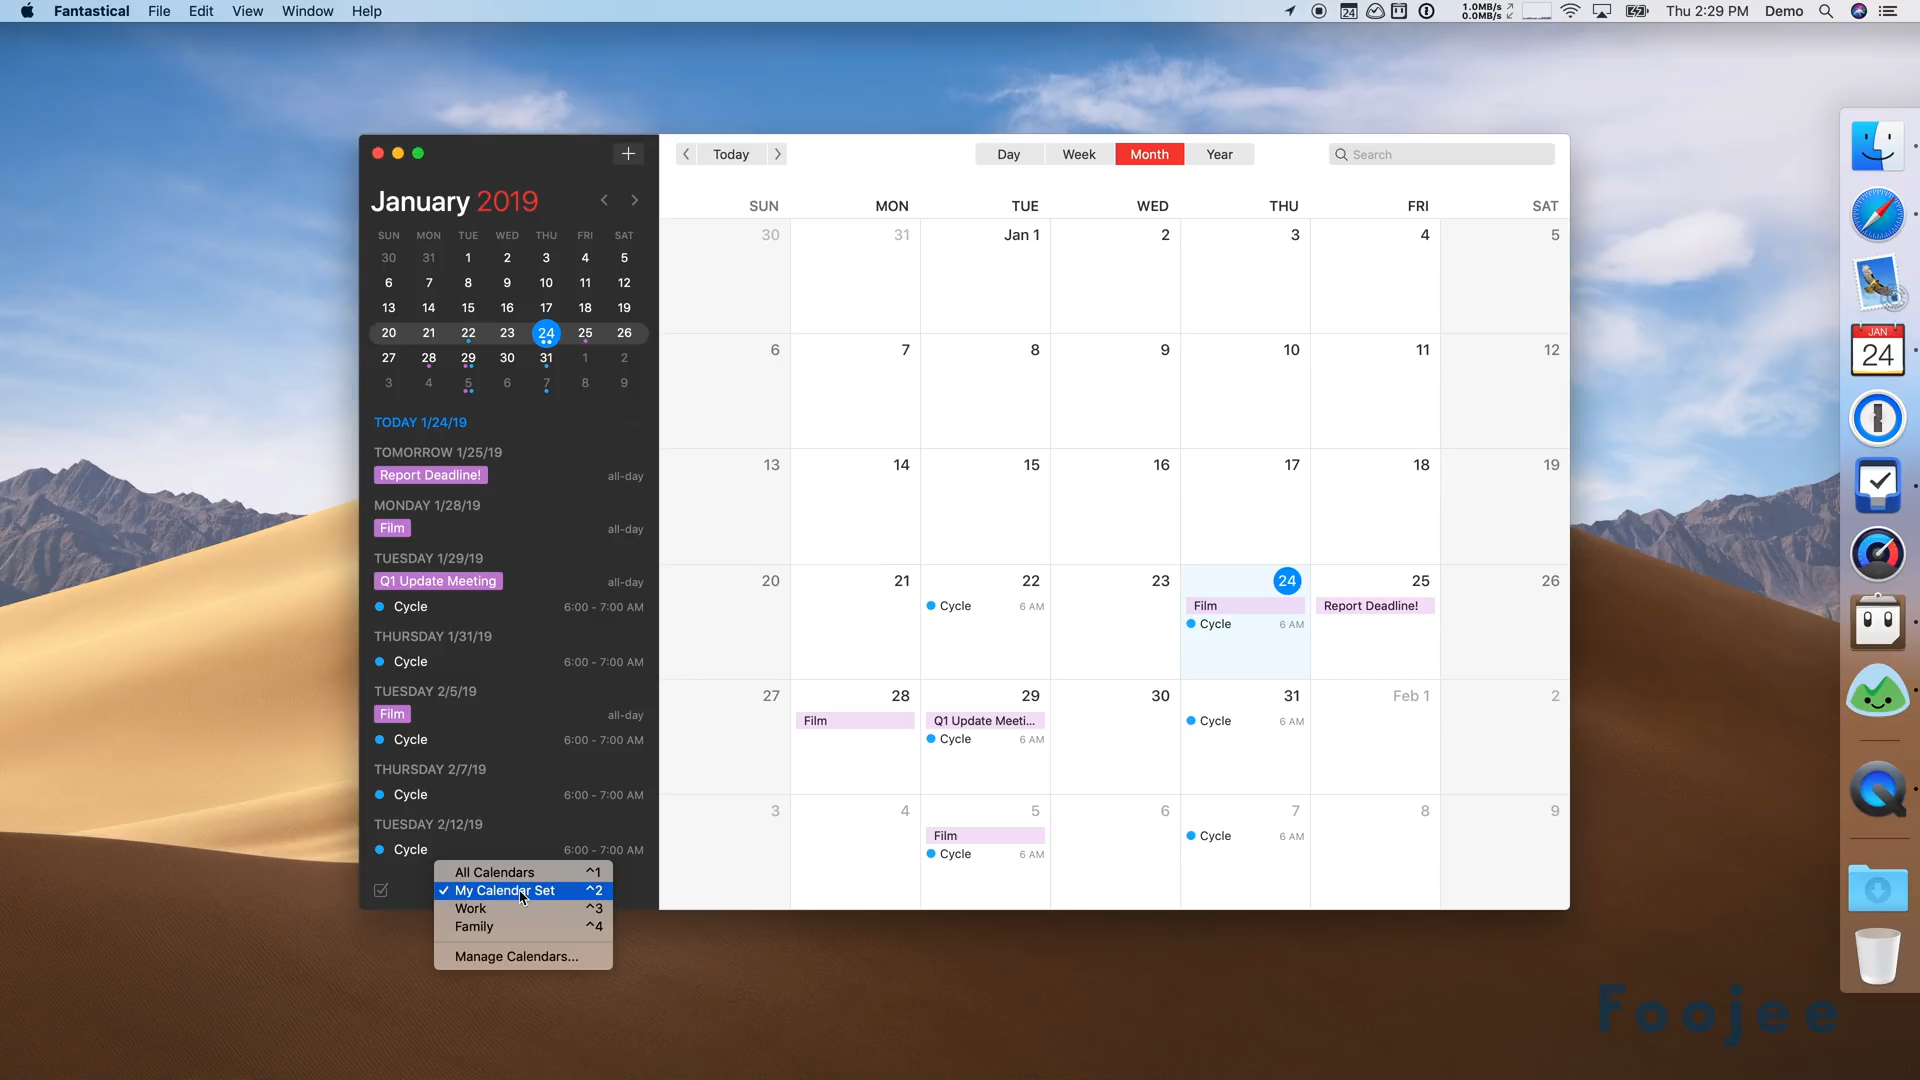 Fantastical File Edit View Window Help
24 1.0MB/s 0.0MB/s Thu 2:29 PM Demo
Today
Day Week Month Year
Search
January 2019
SUN MON TUE WED THU FRI SAT
30 31 1 2 3 4 5
6 7 8 9 10 11 12
13 14 15 16 17 18 19
20 21 22 23 24 25 26
27 28 29 30 31 1 2
3 4 5 6 7 8 9
TODAY 1/24/19
TOMORROW 1/25/19
Report Deadline! all-day
MONDAY 1/28/19
Film all-day
TUESDAY 1/29/19
Q1 Update Meeting all-day
Cycle 6:00 - 7:00 AM
THURSDAY 1/31/19
Cycle 6:00 - 7:00 AM
TUESDAY 2/5/19
Film all-day
Cycle 6:00 - 7:00 AM
THURSDAY 2/7/19
Cycle 6:00 - 7:00 AM
TUESDAY 2/12/19
Cycle 6:00 - 7:00 AM
All Calendars ^1
✓ My Calendar Set ^2
Work ^3
Family ^4
Manage Calendars...
SUN MON TUE WED THU FRI SAT
30 31 Jan 1 2 3 4 5
6 7 8 9 10 11 12
13 14 15 16 17 18 19
20 21 22 23 24 25 26
Cycle 6 AM Film Report Deadline!
Cycle 6 AM
27 28 29 30 31 Feb 1 2
Film Q1 Update Meeti... Cycle 6 AM
Cycle 6 AM
3 4 5 6 7 8 9
Film Cycle 6 AM
Cycle 6 AM
JAN
24
Foojee